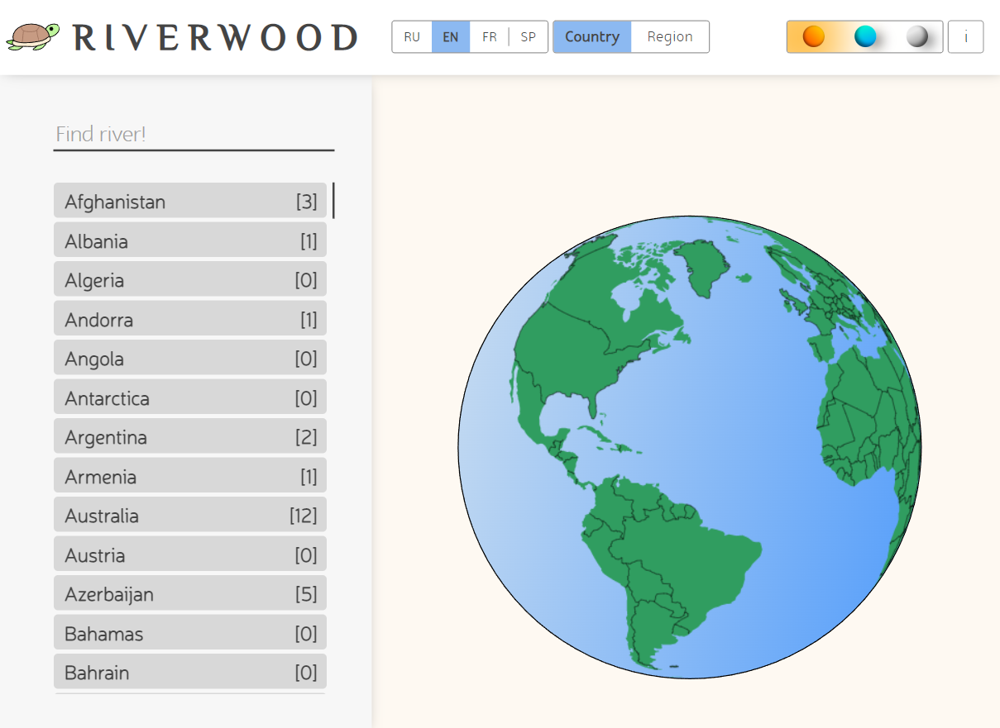 RIVERWOOD
RU EN FR SP Country Region i
Find river!
Afghanistan [3]
Albania [1]
Algeria [0]
Andorra [1]
Angola [0]
Antarctica [0]
Argentina [2]
Armenia [1]
Australia [12]
Austria [0]
Azerbaijan [5]
Bahamas [0]
Bahrain [0]